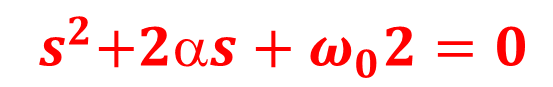 s²+2αs + ω₀2 = 0